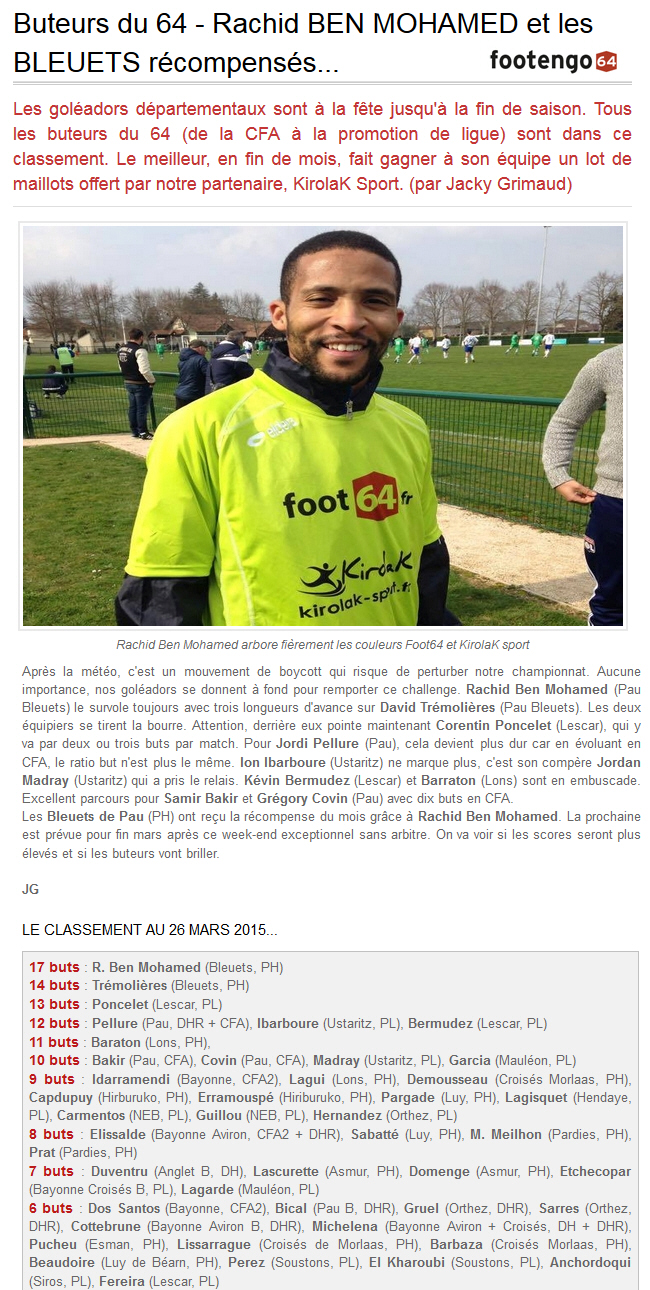 Buteurs du 64 - Rachid BEN MOHAMED et les
BLEUETS récompensés...
footengo 64
Les goléadors départementaux sont à la fête jusqu'à la fin de saison. Tous
les buteurs du 64 (de la CFA à la promotion de ligue) sont dans ce
classement. Le meilleur, en fin de mois, fait gagner à son équipe un lot de
maillots offert par notre partenaire, KirolaK Sport. (par Jacky Grimaud)
foot64.fr
KirolaK
kirolak-sport.fr
Rachid Ben Mohamed arbore fièrement les couleurs Foot64 et KirolaK sport
Après la météo, c'est un mouvement de boycott qui risque de perturber notre championnat. Aucune
importance, nos goléadors se donnent à fond pour remporter ce challenge. Rachid Ben Mohamed (Pau
Bleuets) le survole toujours avec trois longueurs d'avance sur David Trémolières (Pau Bleuets). Les deux
équipiers se tirent la bourre. Attention, derrière eux pointe maintenant Corentin Poncelet (Lescar), qui y
va par deux ou trois buts par match. Pour Jordi Pellure (Pau), cela devient plus dur car en évoluant en
CFA, le ratio but n'est plus le même. Ion Ibarboure (Ustaritz) ne marque plus, c'est son compère Jordan
Madray (Ustaritz) qui a pris le relais. Kévin Bermudez (Lescar) et Barraton (Lons) sont en embuscade.
Excellent parcours pour Samir Bakir et Grégory Covin (Pau) avec dix buts en CFA.
Les Bleuets de Pau (PH) ont reçu la récompense du mois grâce à Rachid Ben Mohamed. La prochaine
est prévue pour fin mars après ce week-end exceptionnel sans arbitre. On va voir si les scores seront plus
élevés et si les buteurs vont briller.
JG
LE CLASSEMENT AU 26 MARS 2015...
17 buts : R. Ben Mohamed (Bleuets, PH)
14 buts : Trémolières (Bleuets, PH)
13 buts : Poncelet (Lescar, PL)
12 buts : Pellure (Pau, DHR + CFA), Ibarboure (Ustaritz, PL), Bermudez (Lescar, PL)
11 buts : Baraton (Lons, PH),
10 buts : Bakir (Pau, CFA), Covin (Pau, CFA), Madray (Ustaritz, PL), Garcia (Mauléon, PL)
9 buts : Idarramendi (Bayonne, CFA2), Lagui (Lons, PH), Demousseau (Croisés Morlaas, PH),
Capdupuy (Hirburuko, PH), Erramouspé (Hiriburuko, PH), Pargade (Luy, PH), Lagisquet (Hendaye,
PL), Carmentos (NEB, PL), Guillou (NEB, PL), Hernandez (Orthez, PL)
8 buts : Elissalde (Bayonne Aviron, CFA2 + DHR), Sabatté (Luy, PH), M. Meilhon (Pardies, PH),
Prat (Pardies, PH)
7 buts : Duventru (Anglet B, DH), Lascurette (Asmur, PH), Domenge (Asmur, PH), Etchecopar
(Bayonne Croisés B, PL), Lagarde (Mauléon, PL)
6 buts : Dos Santos (Bayonne, CFA2), Bical (Pau B, DHR), Gruel (Orthez, DHR), Sarres (Orthez,
DHR), Cottebrune (Bayonne Aviron B, DHR), Michelena (Bayonne Aviron + Croisés, DH + DHR),
Pucheu (Esman, PH), Lissarrague (Croisés de Morlaas, PH), Barbaza (Croisés Morlaas, PH),
Beaudoire (Luy de Béarn, PH), Perez (Soustons, PL), El Kharoubi (Soustons, PL), Anchordoqui
(Siros, PL), Fereira (Lescar, PL)